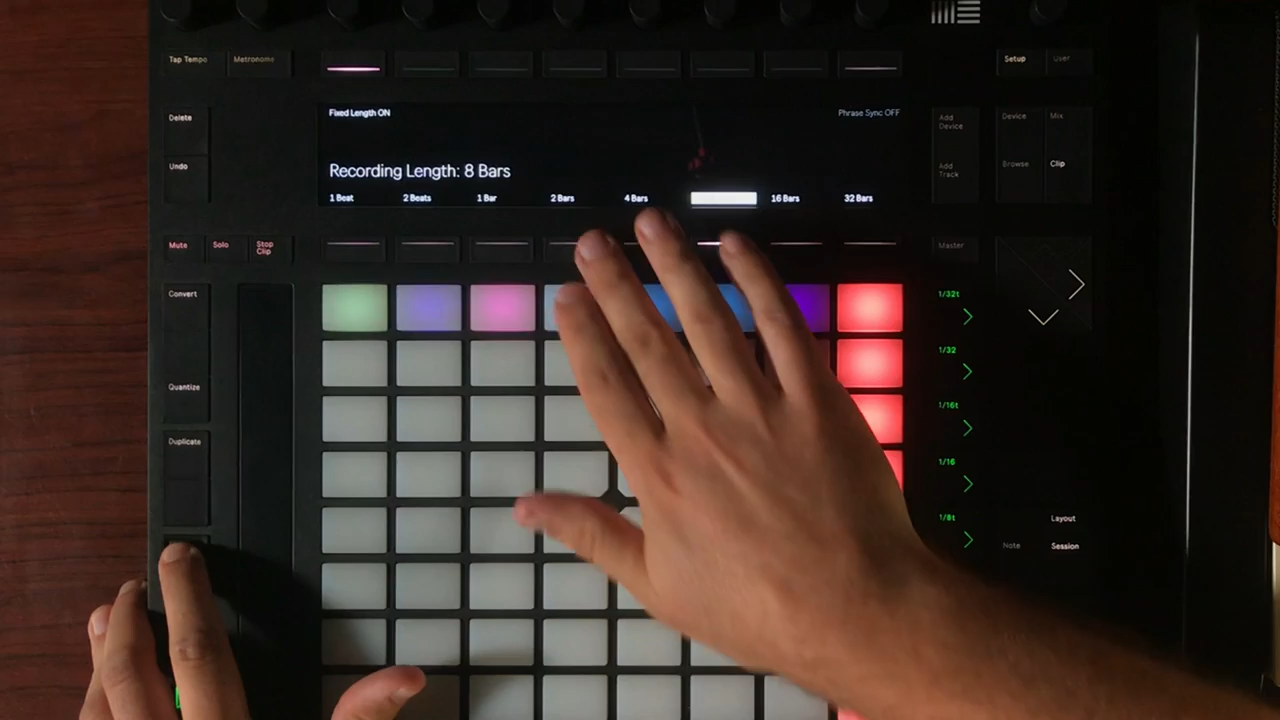 Tap Tempo
Metronome
Setup
User
Delete
Undo
Fixed Length ON
Phrase Sync OFF
Recording Length: 8 Bars
1 Beat
2 Beats
1 Bar
2 Bars
4 Bars
16 Bars
32 Bars
Add
Device
Add
Track
Device
Mix
Browse
Clip
Mute
Solo
Stop
Clip
Master
Convert
Quantize
Duplicate
1/32t
1/32
1/16t
1/16
1/8t
Layout
Note
Session